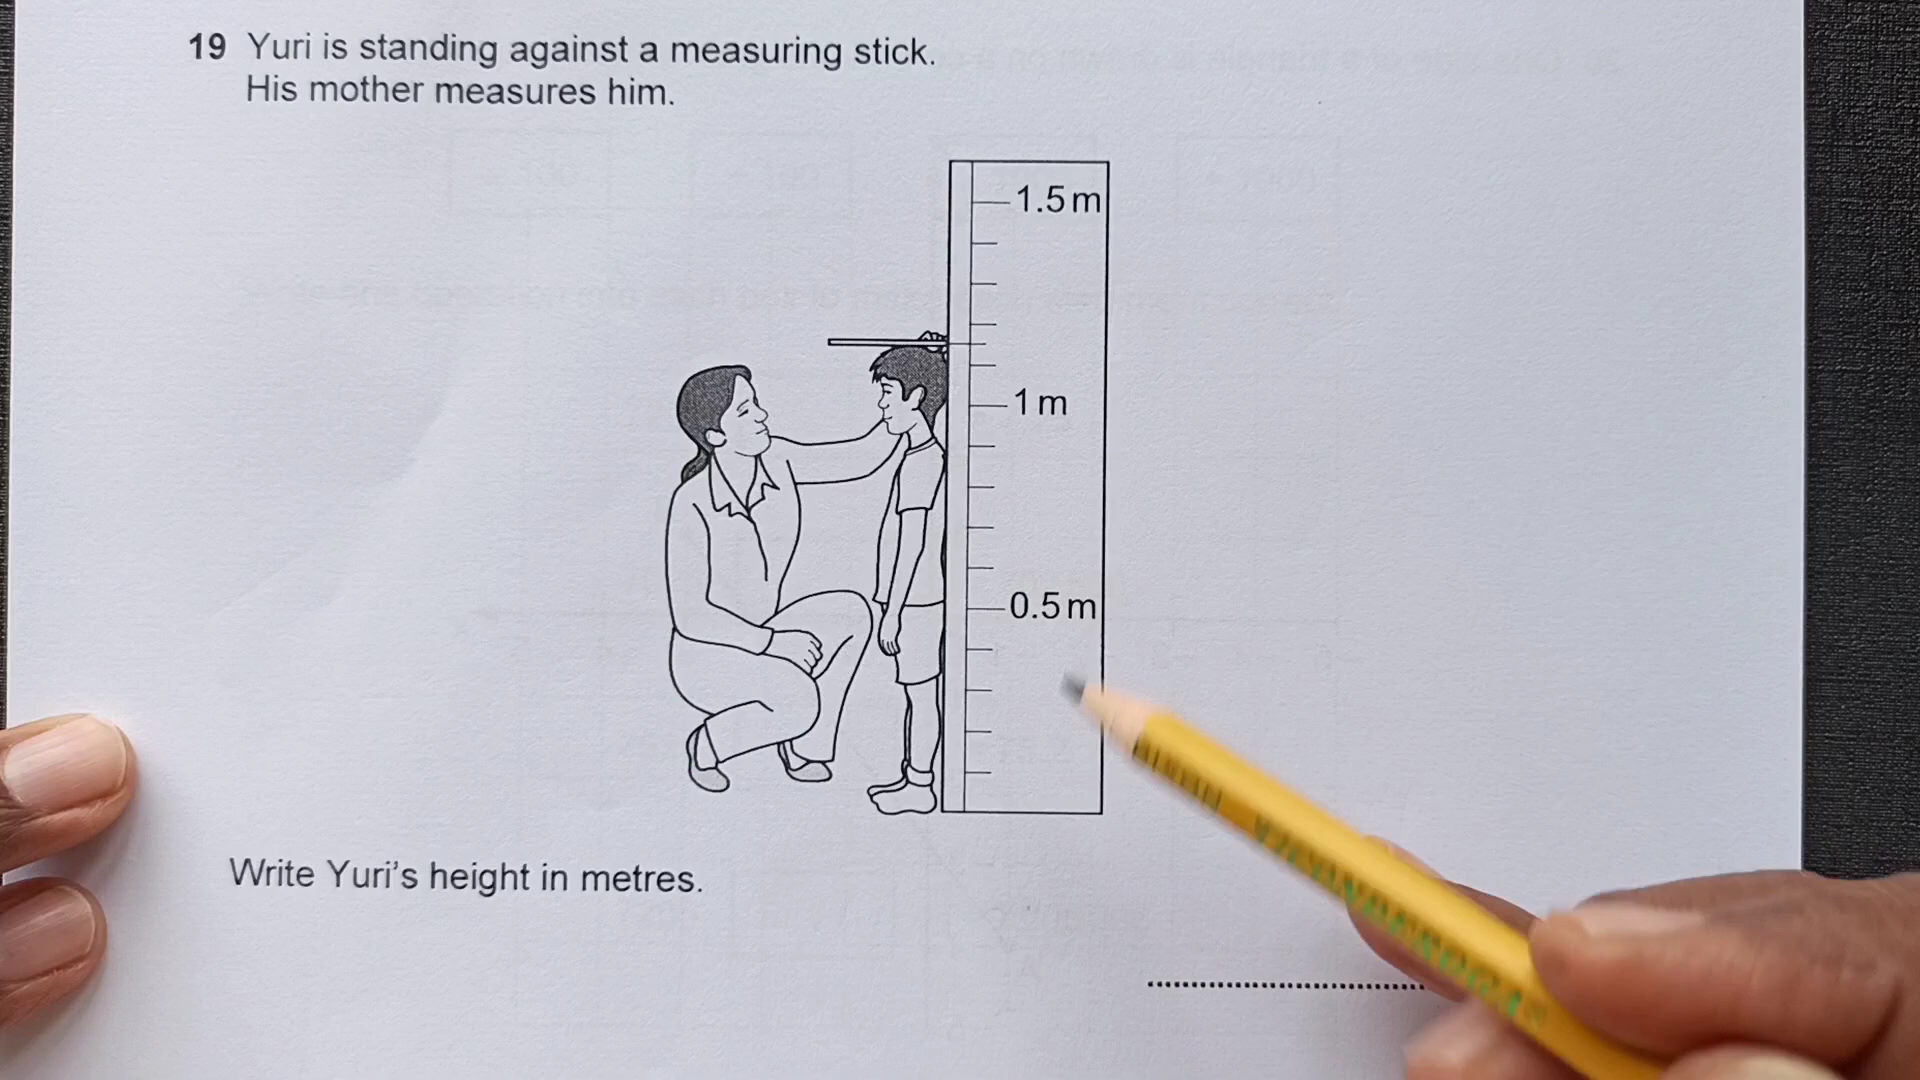 19 Yuri is standing against a measuring stick.
His mother measures him.
1.5 m
1 m
0.5 m
Write Yuri's height in metres.